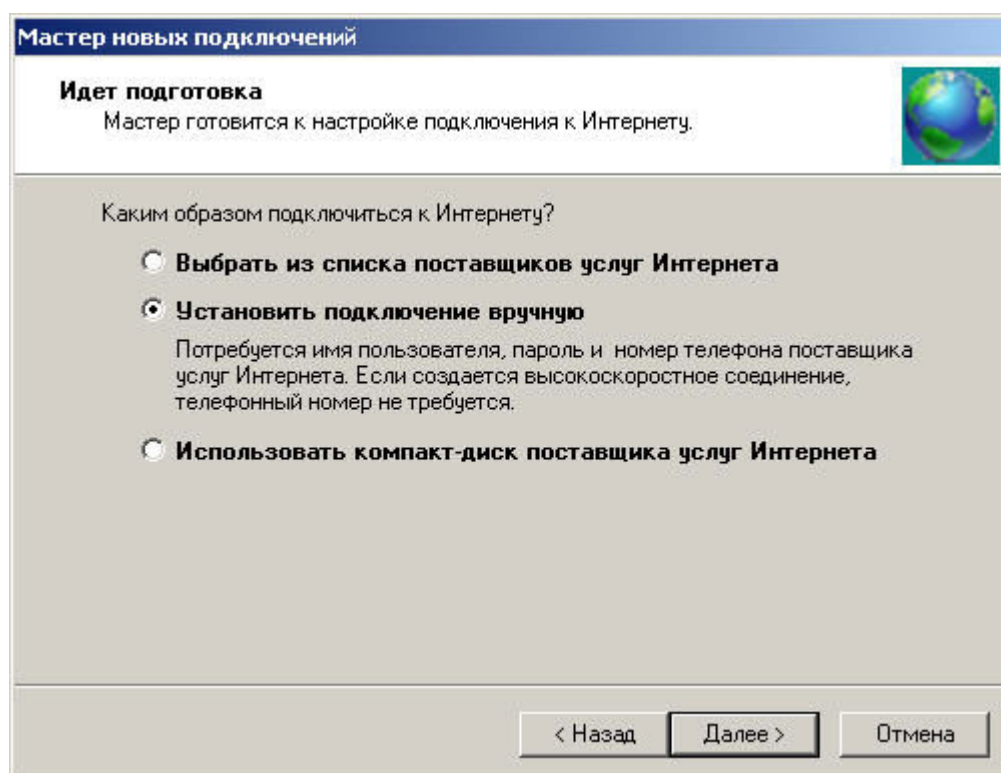 Мастер новых подключений
Идет подготовка
Мастер готовится к настройке подключения к Интернету.
Каким образом подключиться к Интернету?
Выбрать из списка поставщиков услуг Интернета
Установить подключение вручную
Потребуется имя пользователя, пароль и номер телефона поставщика
услуг Интернета. Если создается высокоскоростное соединение,
телефонный номер не требуется.
Использовать компакт-диск поставщика услуг Интернета
< Назад
Далее >
Отмена